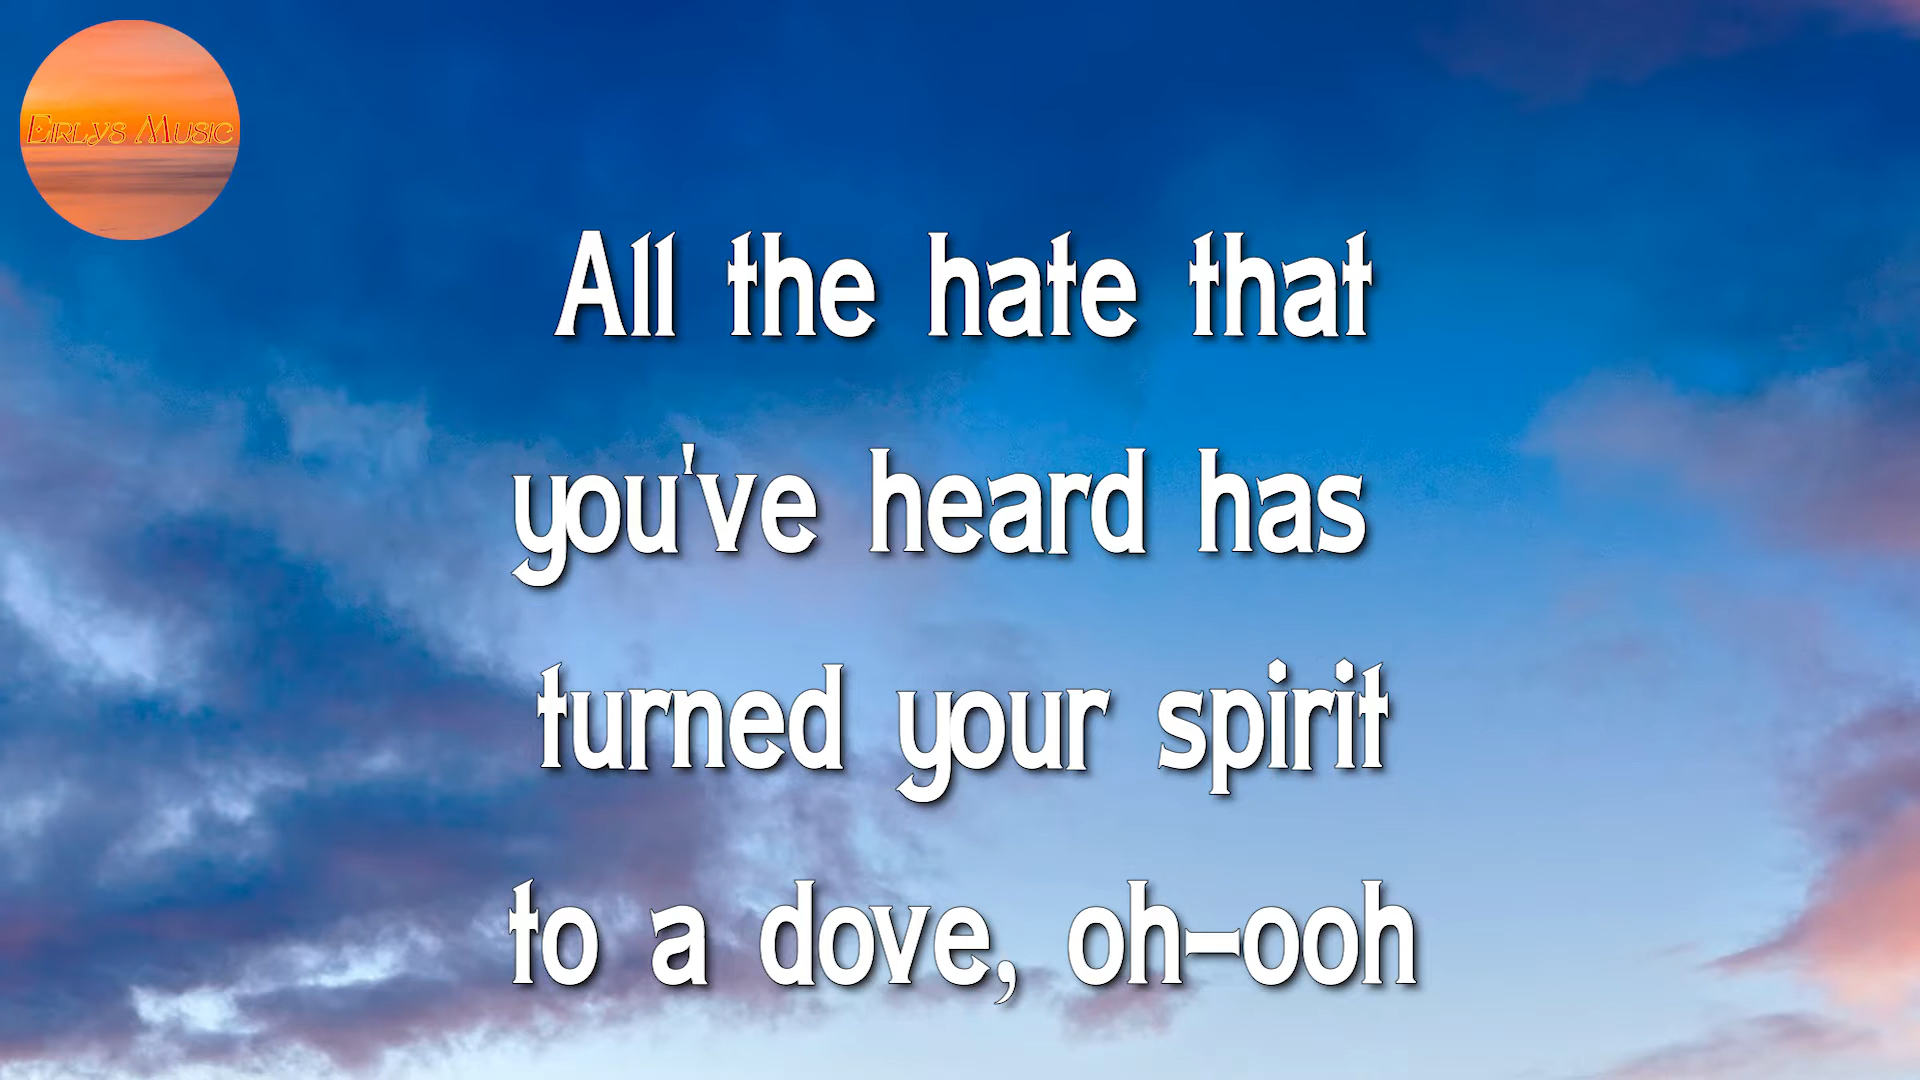 Eirlys Music
All the hate that
you've heard has
turned your spirit
to a dove, oh-ooh